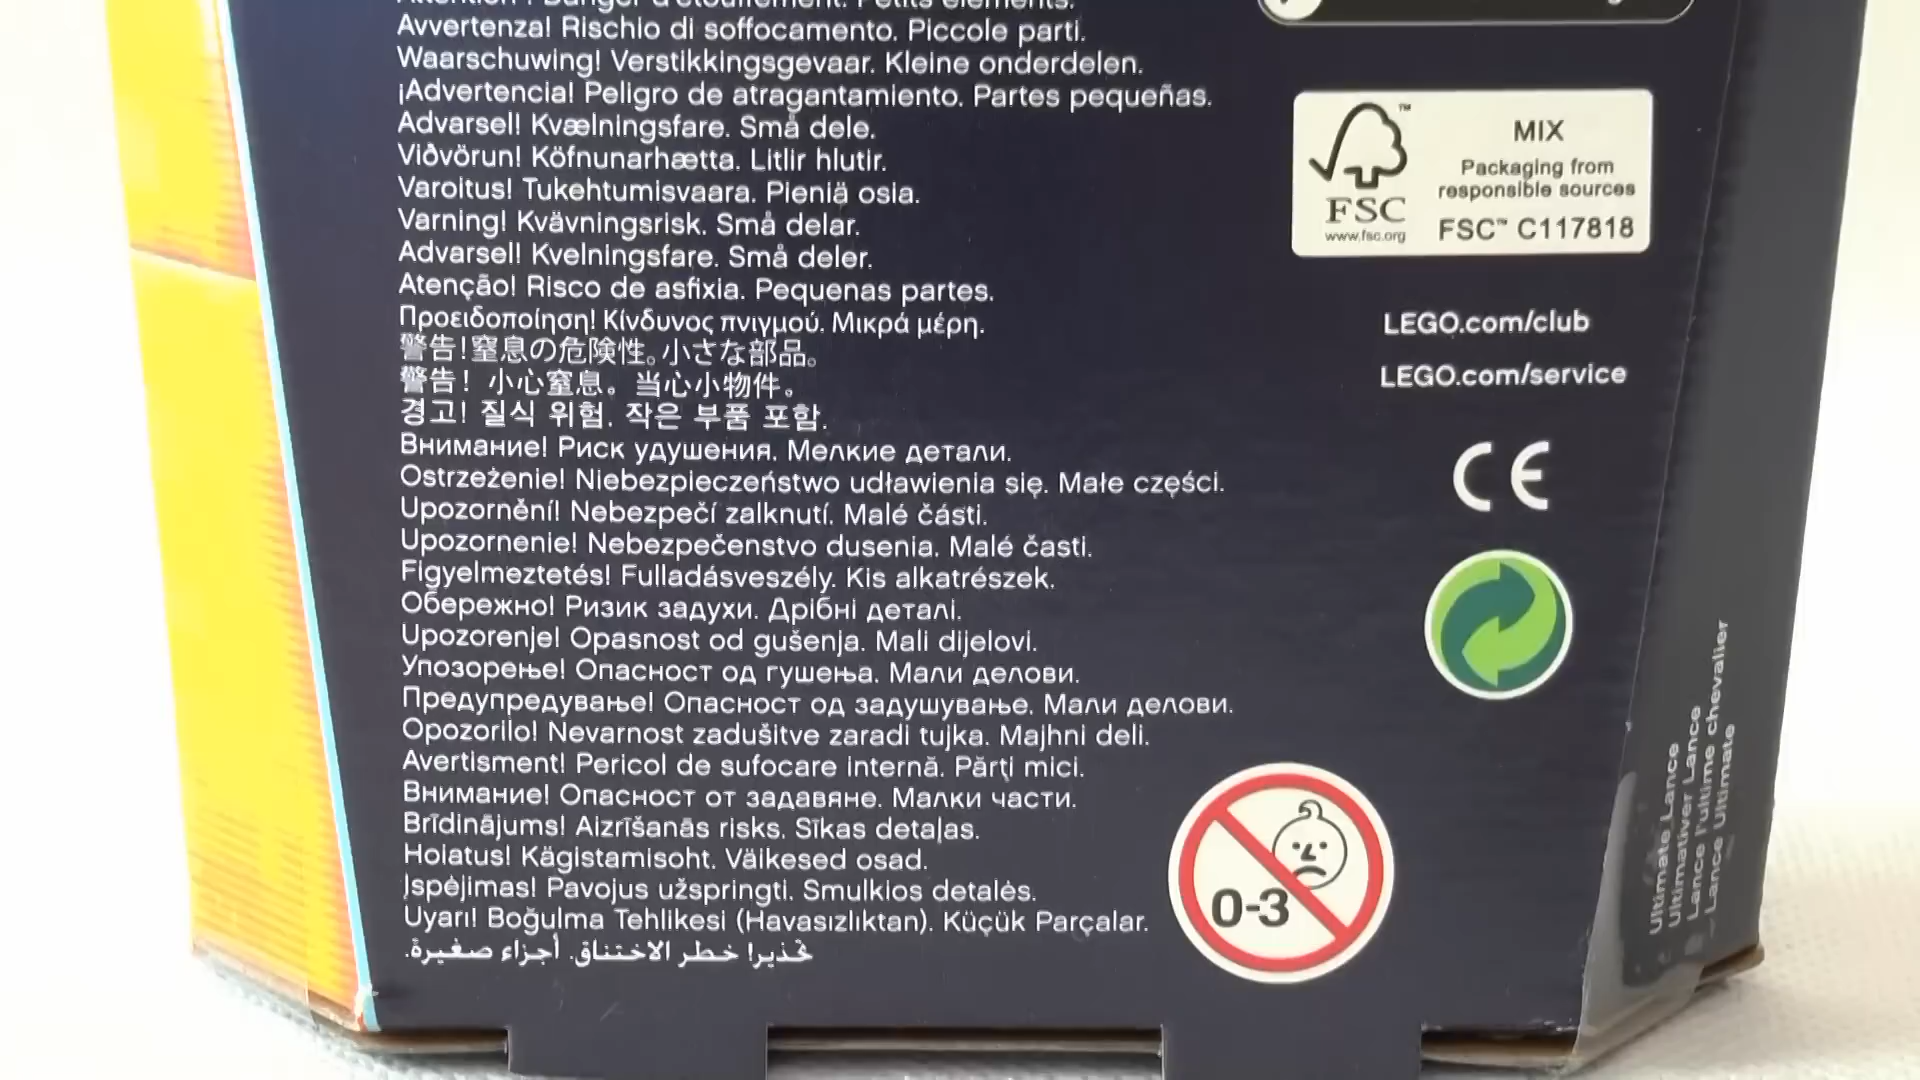 Attention ! Danger d'étouffement. Petits éléments.
Avvertenza! Rischio di soffocamento. Piccole parti.
Waarschuwing! Verstikkingsgevaar. Kleine onderdelen.
¡Advertencia! Peligro de atragantamiento. Partes pequeñas.
Advarsel! Kvælningsfare. Små dele.
Viðvörun! Köfnunarhætta. Litlir hlutir.
Varoitus! Tukehtumisvaara. Pieniä osia.
Varning! Kvävningsrisk. Små delar.
Advarsel! Kvelningsfare. Små deler.
Atenção! Risco de asfixia. Pequenas partes.
Προειδοποίηση! Κίνδυνος πνιγμού. Μικρά μέρη.
警告!窒息の危険性。小さな部品。
警告！小心窒息。当心小物件。
경고! 질식 위험. 작은 부품 포함.
Внимание! Риск удушения. Мелкие детали.
Ostrzeżenie! Niebezpieczeństwo udławienia się. Małe części.
Upozornění! Nebezpečí zalknutí. Malé části.
Upozornenie! Nebezpečenstvo dusenia. Malé časti.
Figyelmeztetés! Fulladásveszély. Kis alkatrészek.
Обережно! Ризик задухи. Дрібні деталі.
Upozorenje! Opasnost od gušenja. Mali dijelovi.
Упозорење! Опасност од гушења. Мали делови.
Предупредување! Опасност од задушување. Мали делови.
Opozorilo! Nevarnost zadušitve zaradi tujka. Majhni deli.
Avertisment! Pericol de sufocare internă. Părți mici.
Внимание! Опасност от задавяне. Малки части.
Brīdinājums! Aizrīšanās risks. Sīkas detaļas.
Hoiatus! Kägistamisoht. Väikesed osad.
Įspėjimas! Pavojus užspringti. Smulkios detalės.
Uyarı! Boğulma Tehlikesi (Havasızlıktan). Küçük Parçalar.
تحذير! خطر الاختناق. أجزاء صغيرة.
™
MIX
Packaging from
responsible sources
FSC
www.fsc.org
FSC™ C117818
LEGO.com/club
LEGO.com/service
CE
0-3
Ultimate Lance
Ultimativer Lance
Lance l'ultime chevalier
Lance Ultimate